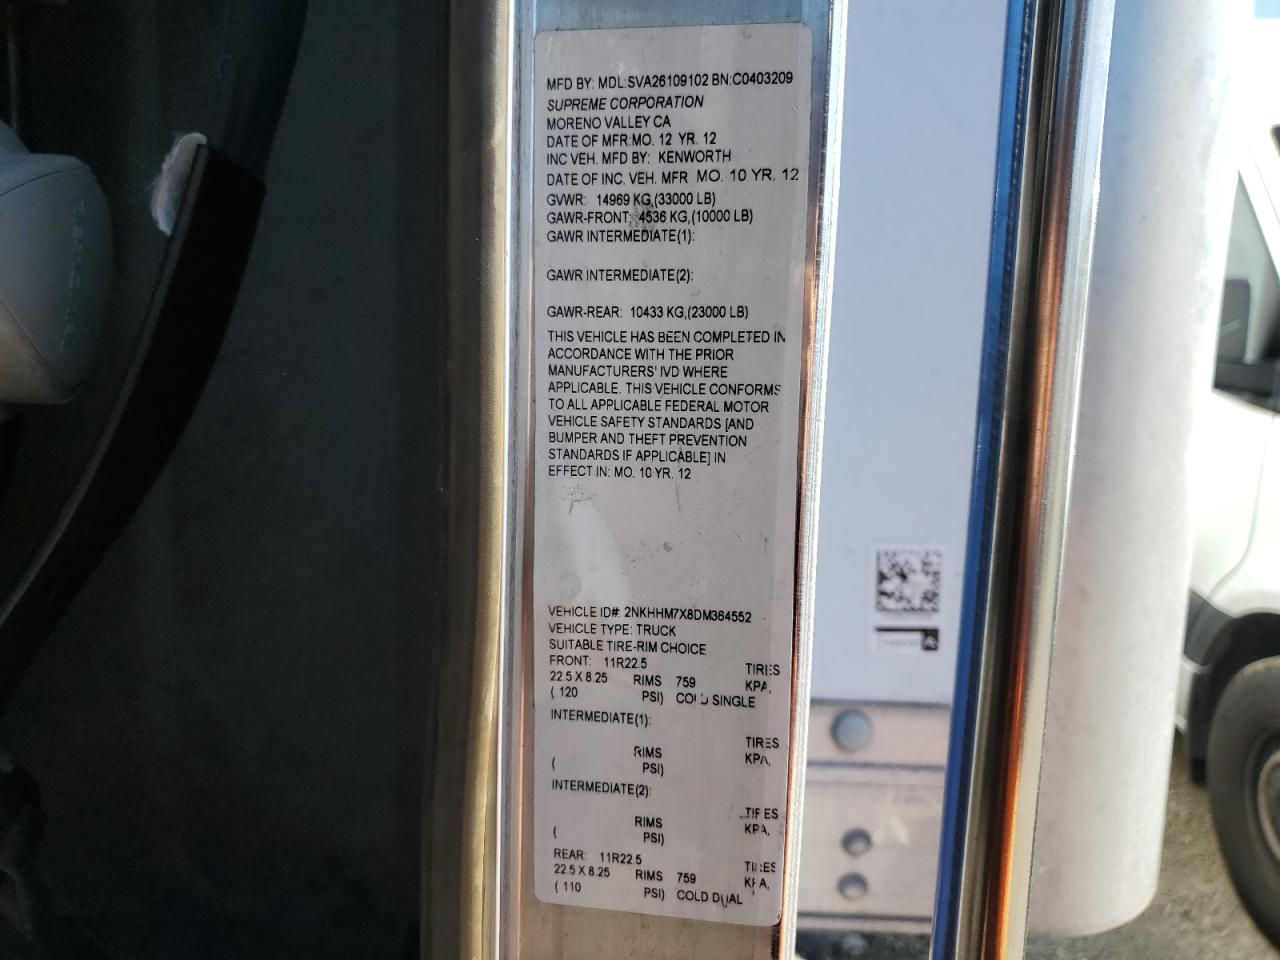 MFD BY: MDL:SVA26109102 BN:C0403209
SUPREME CORPORATION
MORENO VALLEY CA
DATE OF MFR:MO. 12 YR. 12
INC VEH. MFD BY: KENWORTH
DATE OF INC. VEH. MFR MO. 10 YR. 12
GVWR: 14969 KG,(33000 LB)
GAWR-FRONT: 4536 KG,(10000 LB)
GAWR INTERMEDIATE(1):
GAWR INTERMEDIATE(2):
GAWR-REAR: 10433 KG,(23000 LB)
THIS VEHICLE HAS BEEN COMPLETED IN
ACCORDANCE WITH THE PRIOR
MANUFACTURERS' IVD WHERE
APPLICABLE. THIS VEHICLE CONFORMS
TO ALL APPLICABLE FEDERAL MOTOR
VEHICLE SAFETY STANDARDS [AND
BUMPER AND THEFT PREVENTION
STANDARDS IF APPLICABLE] IN
EFFECT IN: MO. 10 YR. 12
VEHICLE ID#: 2NKHHM7X8DM364552
VEHICLE TYPE: TRUCK
SUITABLE TIRE-RIM CHOICE
FRONT: 11R22.5 TIRES
22.5 X 8.25 RIMS 759 KPA,
( 120 PSI) COLD SINGLE
INTERMEDIATE(1):
TIRES
RIMS KPA,
( PSI)
INTERMEDIATE(2):
TIRES
RIMS KPA,
( PSI)
REAR: 11R22.5 TIRES
22.5 X 8.25 RIMS 759 KPA,
( 110 PSI) COLD DUAL